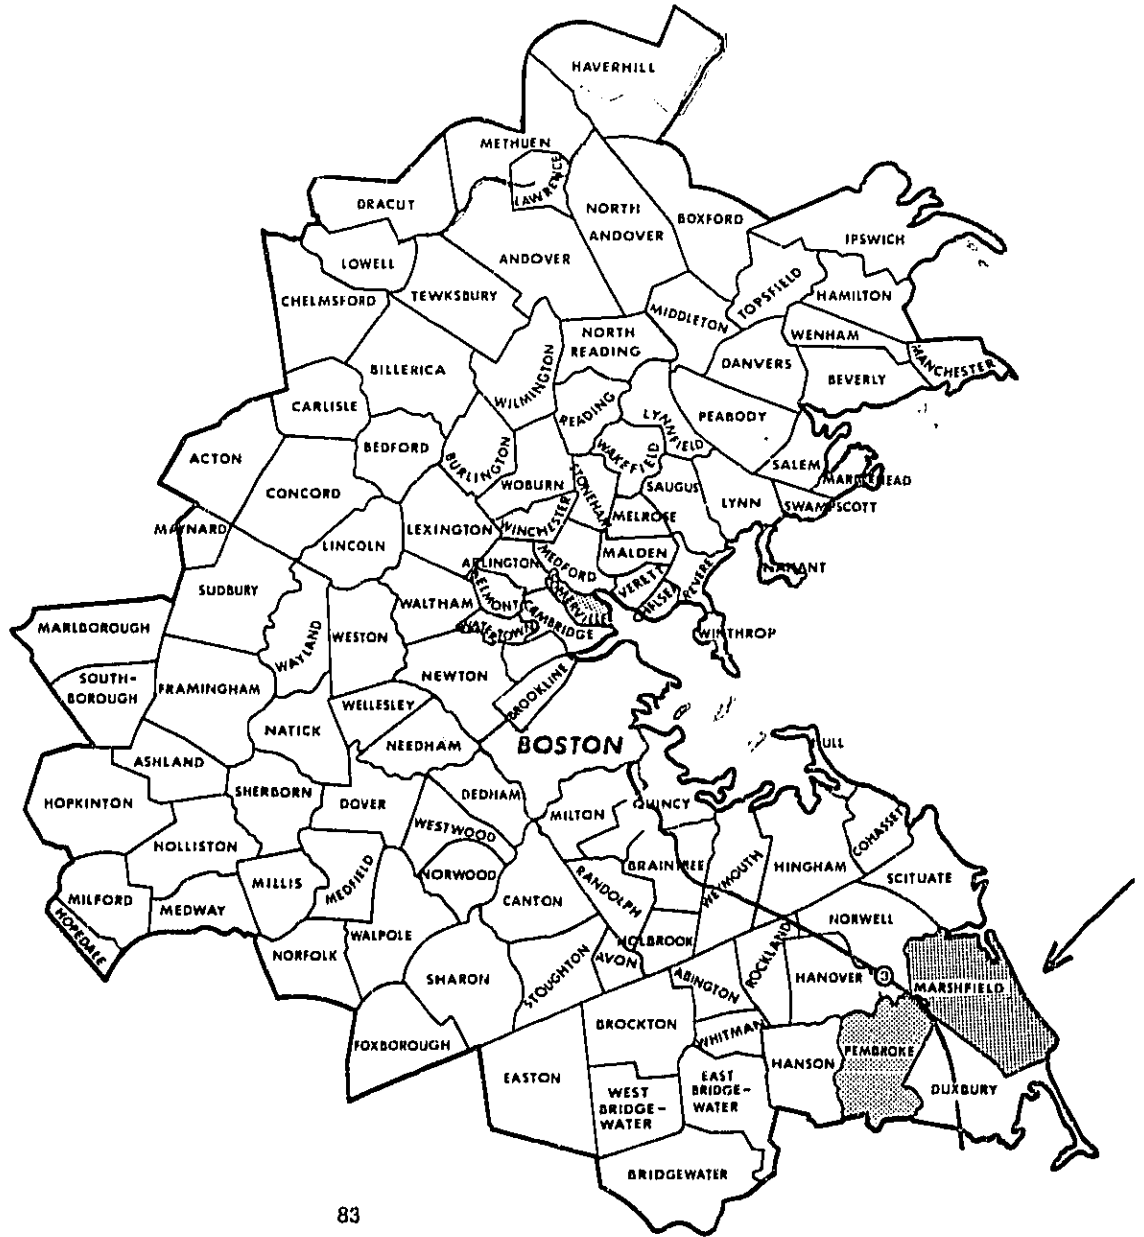 HAVERHILL
METHUEN
LAWRENCE
DRACUT
NORTH
ANDOVER
BOXFORD
IPSWICH
LOWELL
ANDOVER
CHELMSFORD
TEWKSBURY
TOPSFIELD
HAMILTON
MIDDLETON
NORTH
READING
WENHAM
DANVERS
MANCHESTER
BILLERICA
WILMINGTON
BEVERLY
CARLISLE
READING
LYNNFIELD
PEABODY
BEDFORD
BURLINGTON
WAKEFIELD
ACTON
SALEM
WOBURN
STONEHAM
SAUGUS
CONCORD
LYNN
SWAMPSCOTT
MAYNARD
LEXINGTON
WINCHESTER
MELROSE
LINCOLN
MALDEN
ARLINGTON
MEDFORD
REVERE
SUDBURY
WALTHAM
SOMERVILLE
CAMBRIDGE
MARLBOROUGH
WAYLAND
WESTON
WATERTOWN
WINTHROP
NEWTON
SOUTH-
BOROUGH
FRAMINGHAM
BROOKLINE
WELLESLEY
NATICK
NEEDHAM
BOSTON
ASHLAND
SHERBORN
DOVER
DEDHAM
MILTON
QUINCY
HOPKINTON
WESTWOOD
COHASSET
HOLLISTON
BRAINTREE
WEYMOUTH
HINGHAM
MEDFIELD
NORWOOD
RANDOLPH
SCITUATE
MILLIS
MILFORD
MEDWAY
CANTON
HOPEDALE
NORWELL
WALPOLE
HOLBROOK
NORFOLK
AVON
ROCKLAND
SHARON
STOUGHTON
ABINGTON
HANOVER
3
MARSHFIELD
BROCKTON
WHITMAN
FOXBOROUGH
PEMBROKE
HANSON
EASTON
EAST
BRIDGE-
WATER
DUXBURY
WEST
BRIDGE-
WATER
BRIDGEWATER
83